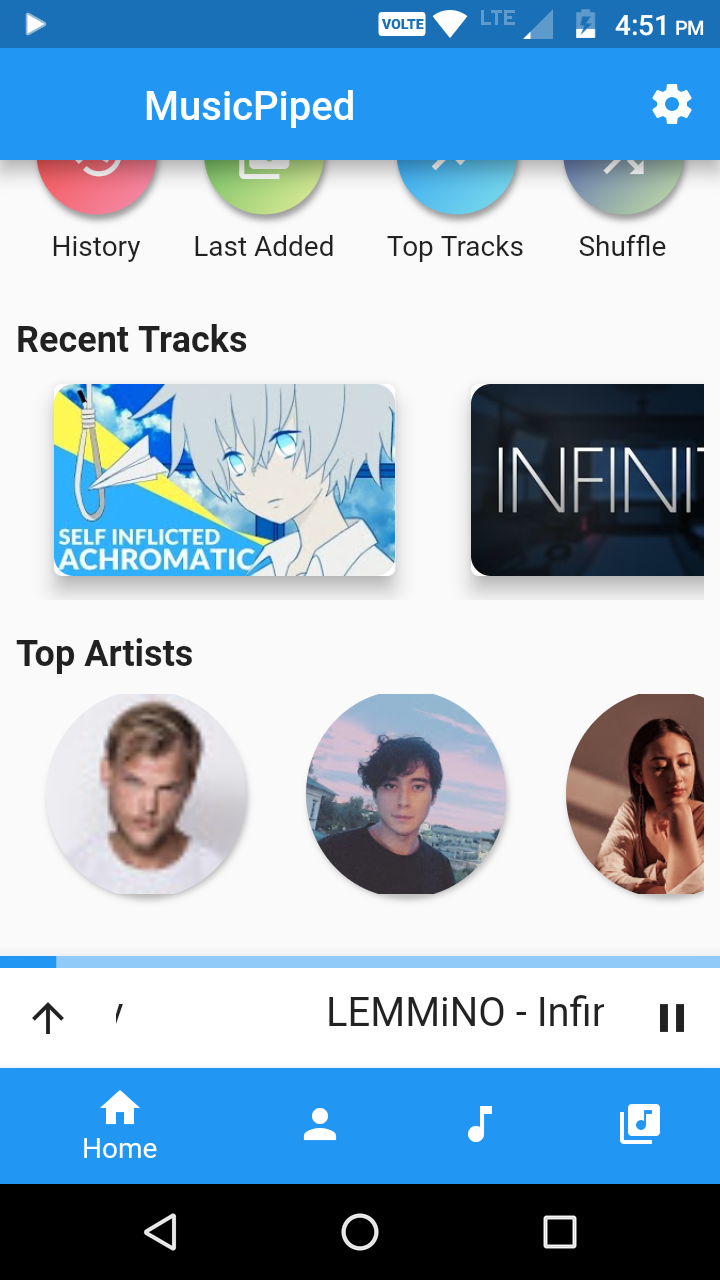 VOLTE LTE 4:51 PM
MusicPiped
History Last Added Top Tracks Shuffle
Recent Tracks
SELF INFLICTED
ACHROMATIC
INFINIT
Top Artists
LEMMiNO - Infir
Home